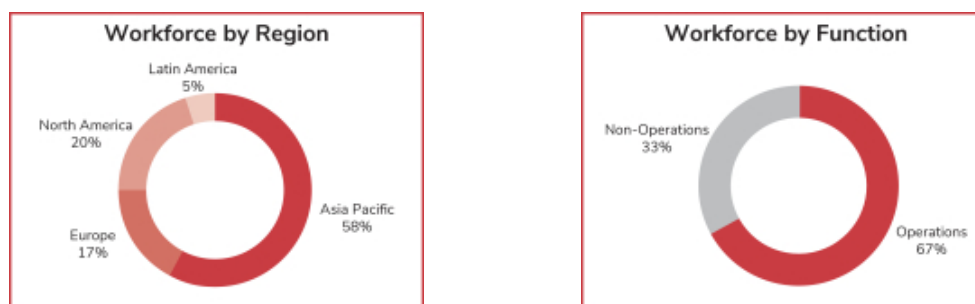 Workforce by Region
Latin America
5%
North America
20%
Asia Pacific
58%
Europe
17%
Workforce by Function
Non-Operations
33%
Operations
67%